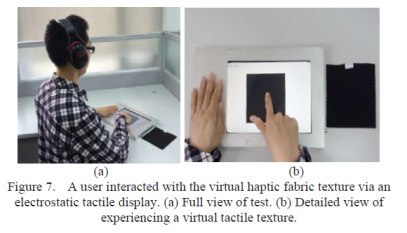 (a) (b)
Figure 7. A user interacted with the virtual haptic fabric texture via an
electrostatic tactile display. (a) Full view of test. (b) Detailed view of
experiencing a virtual tactile texture.